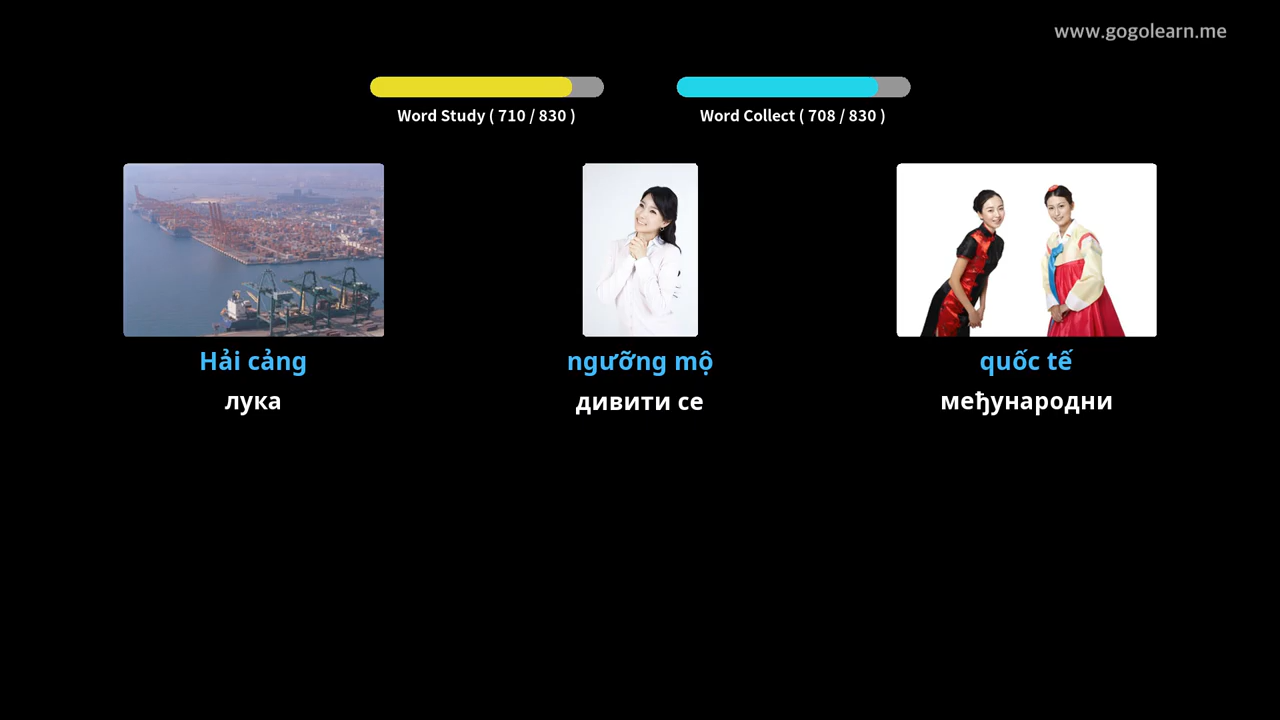 www.gogolearn.me
Word Study ( 710 / 830 )
Word Collect ( 708 / 830 )
Hải cảng
лука
ngưỡng mộ
дивити се
quốc tế
међународни